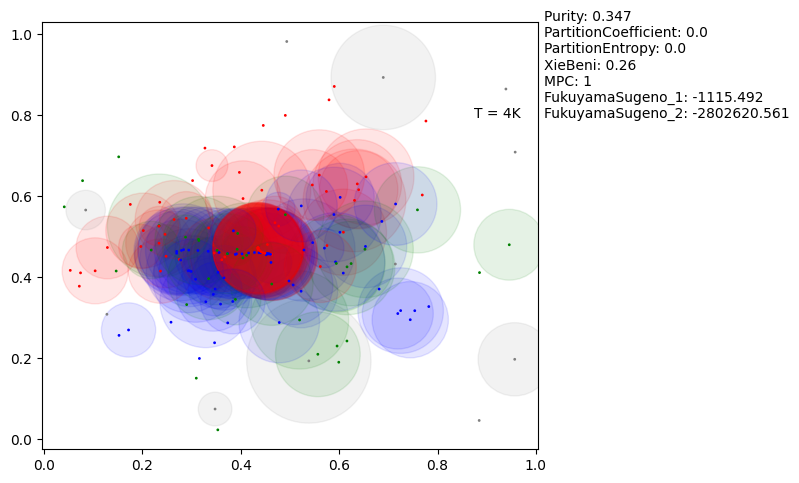 Purity: 0.347
PartitionCoefficient: 0.0
PartitionEntropy: 0.0
XieBeni: 0.26
MPC: 1
FukuyamaSugeno_1: -1115.492
FukuyamaSugeno_2: -2802620.561
T = 4K
1.0
0.8
0.6
0.4
0.2
0.0
0.0 0.2 0.4 0.6 0.8 1.0